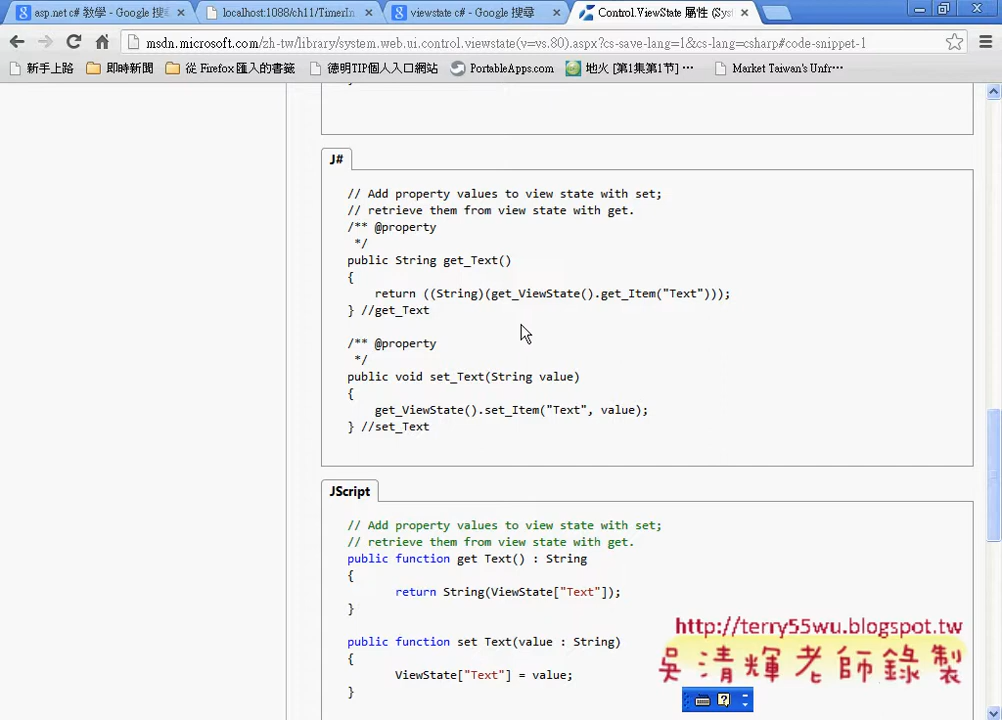 asp.net c# 教學 - Google 搜尋
localhost:1088/ch11/TimerIn
viewstate c# - Google 搜尋
Control.ViewState 屬性 (Syst
msdn.microsoft.com/zh-tw/library/system.web.ui.control.viewstate(v=vs.80).aspx?cs-save-lang=1&cs-lang=csharp#code-snippet-1
新手上路
即時新聞
從 Firefox 匯入的書籤
德明TIP個人入口網站
PortableApps.com
地火 [第1集第1节] ···
Market Taiwan's Unfr···
J#
// Add property values to view state with set;
// retrieve them from view state with get.
/** @property
*/
public String get_Text()
{
return ((String)(get_ViewState().get_Item("Text")));
} //get_Text
/** @property
*/
public void set_Text(String value)
{
get_ViewState().set_Item("Text", value);
} //set_Text
JScript
// Add property values to view state with set;
// retrieve them from view state with get.
public function get Text() : String
{
return String(ViewState["Text"]);
}
public function set Text(value : String)
{
ViewState["Text"] = value;
}
http://terry55wu.blogspot.tw
吳清輝老師錄製